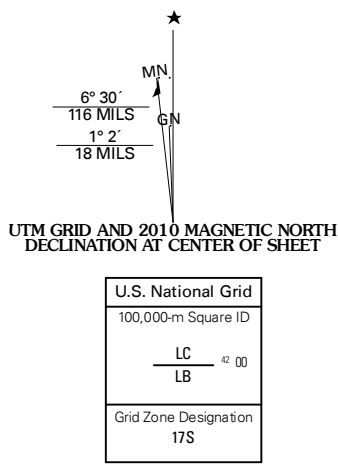 MN.
6° 30´
116 MILS
GN
1° 2´
18 MILS
UTM GRID AND 2010 MAGNETIC NORTH
DECLINATION AT CENTER OF SHEET
U.S. National Grid
100,000-m Square ID
LC
42 00
LB
Grid Zone Designation
17S